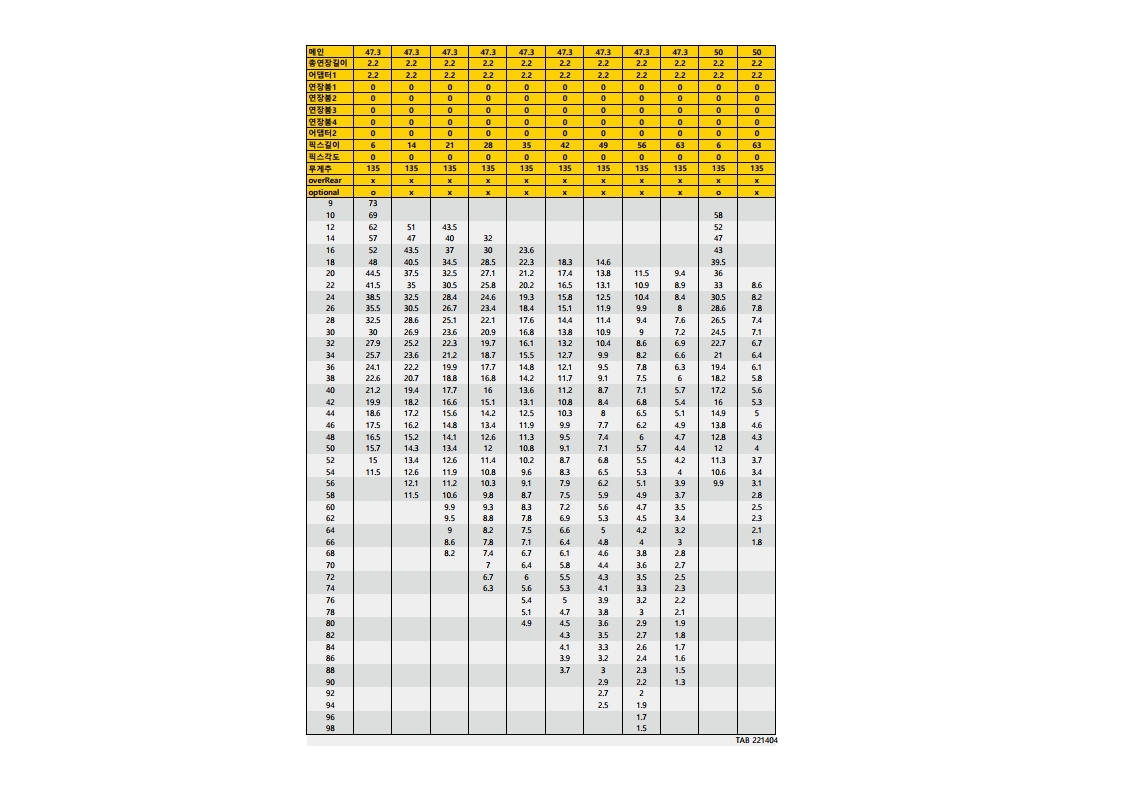 메인 47.3 47.3 47.3 47.3 47.3 47.3 47.3 47.3 47.3 50 50
총연장길이 2.2 2.2 2.2 2.2 2.2 2.2 2.2 2.2 2.2 2.2 2.2
어댑터1 2.2 2.2 2.2 2.2 2.2 2.2 2.2 2.2 2.2 2.2 2.2
연장붐1 0 0 0 0 0 0 0 0 0 0 0
연장붐2 0 0 0 0 0 0 0 0 0 0 0
연장붐3 0 0 0 0 0 0 0 0 0 0 0
연장붐4 0 0 0 0 0 0 0 0 0 0 0
어댑터2 0 0 0 0 0 0 0 0 0 0 0
픽스길이 6 14 21 28 35 42 49 56 63 6 63
픽스각도 0 0 0 0 0 0 0 0 0 0 0
무게추 135 135 135 135 135 135 135 135 135 135 135
overRear x x x x x x x x x x x
optional o x x x x x x x x o x
9 73
10 69 58
12 62 51 43.5 52
14 57 47 40 32 47
16 52 43.5 37 30 23.6 43
18 48 40.5 34.5 28.5 22.3 18.3 14.6 39.5
20 44.5 37.5 32.5 27.1 21.2 17.4 13.8 11.5 9.4 36
22 41.5 35 30.5 25.8 20.2 16.5 13.1 10.9 8.9 33 8.6
24 38.5 32.5 28.4 24.6 19.3 15.8 12.5 10.4 8.4 30.5 8.2
26 35.5 30.5 26.7 23.4 18.4 15.1 11.9 9.9 8 28.6 7.8
28 32.5 28.6 25.1 22.1 17.6 14.4 11.4 9.4 7.6 26.5 7.4
30 30 26.9 23.6 20.9 16.8 13.8 10.9 9 7.2 24.5 7.1
32 27.9 25.2 22.3 19.7 16.1 13.2 10.4 8.6 6.9 22.7 6.7
34 25.7 23.6 21.2 18.7 15.5 12.7 9.9 8.2 6.6 21 6.4
36 24.1 22.2 19.9 17.7 14.8 12.1 9.5 7.8 6.3 19.4 6.1
38 22.6 20.7 18.8 16.8 14.2 11.7 9.1 7.5 6 18.2 5.8
40 21.2 19.4 17.7 16 13.6 11.2 8.7 7.1 5.7 17.2 5.6
42 19.9 18.2 16.6 15.1 13.1 10.8 8.4 6.8 5.4 16 5.3
44 18.6 17.2 15.6 14.2 12.5 10.3 8 6.5 5.1 14.9 5
46 17.5 16.2 14.8 13.4 11.9 9.9 7.7 6.2 4.9 13.8 4.6
48 16.5 15.2 14.1 12.6 11.3 9.5 7.4 6 4.7 12.8 4.3
50 15.7 14.3 13.4 12 10.8 9.1 7.1 5.7 4.4 12 4
52 15 13.4 12.6 11.4 10.2 8.7 6.8 5.5 4.2 11.3 3.7
54 11.5 12.6 11.9 10.8 9.6 8.3 6.5 5.3 4 10.6 3.4
56 12.1 11.2 10.3 9.1 7.9 6.2 5.1 3.9 9.9 3.1
58 11.5 10.6 9.8 8.7 7.5 5.9 4.9 3.7 2.8
60 9.9 9.3 8.3 7.2 5.6 4.7 3.5 2.5
62 9.5 8.8 7.8 6.9 5.3 4.5 3.4 2.3
64 9 8.2 7.5 6.6 5 4.2 3.2 2.1
66 8.6 7.8 7.1 6.4 4.8 4 3 1.8
68 8.2 7.4 6.7 6.1 4.6 3.8 2.8
70 7 6.4 5.8 4.4 3.6 2.7
72 6.7 6 5.5 4.3 3.5 2.5
74 6.3 5.6 5.3 4.1 3.3 2.3
76 5.4 5 3.9 3.2 2.2
78 5.1 4.7 3.8 3 2.1
80 4.9 4.5 3.6 2.9 1.9
82 4.3 3.5 2.7 1.8
84 4.1 3.3 2.6 1.7
86 3.9 3.2 2.4 1.6
88 3.7 3 2.3 1.5
90 2.9 2.2 1.3
92 2.7 2
94 2.5 1.9
96 1.7
98 1.5
TAB 221404